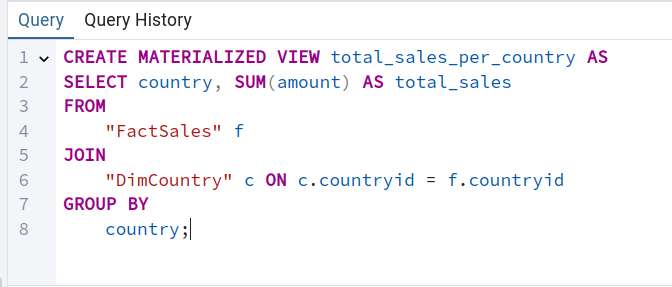 Query Query History
1 CREATE MATERIALIZED VIEW total_sales_per_country AS
2 SELECT country, SUM(amount) AS total_sales
3 FROM
4     "FactSales" f
5 JOIN
6     "DimCountry" c ON c.countryid = f.countryid
7 GROUP BY
8     country;